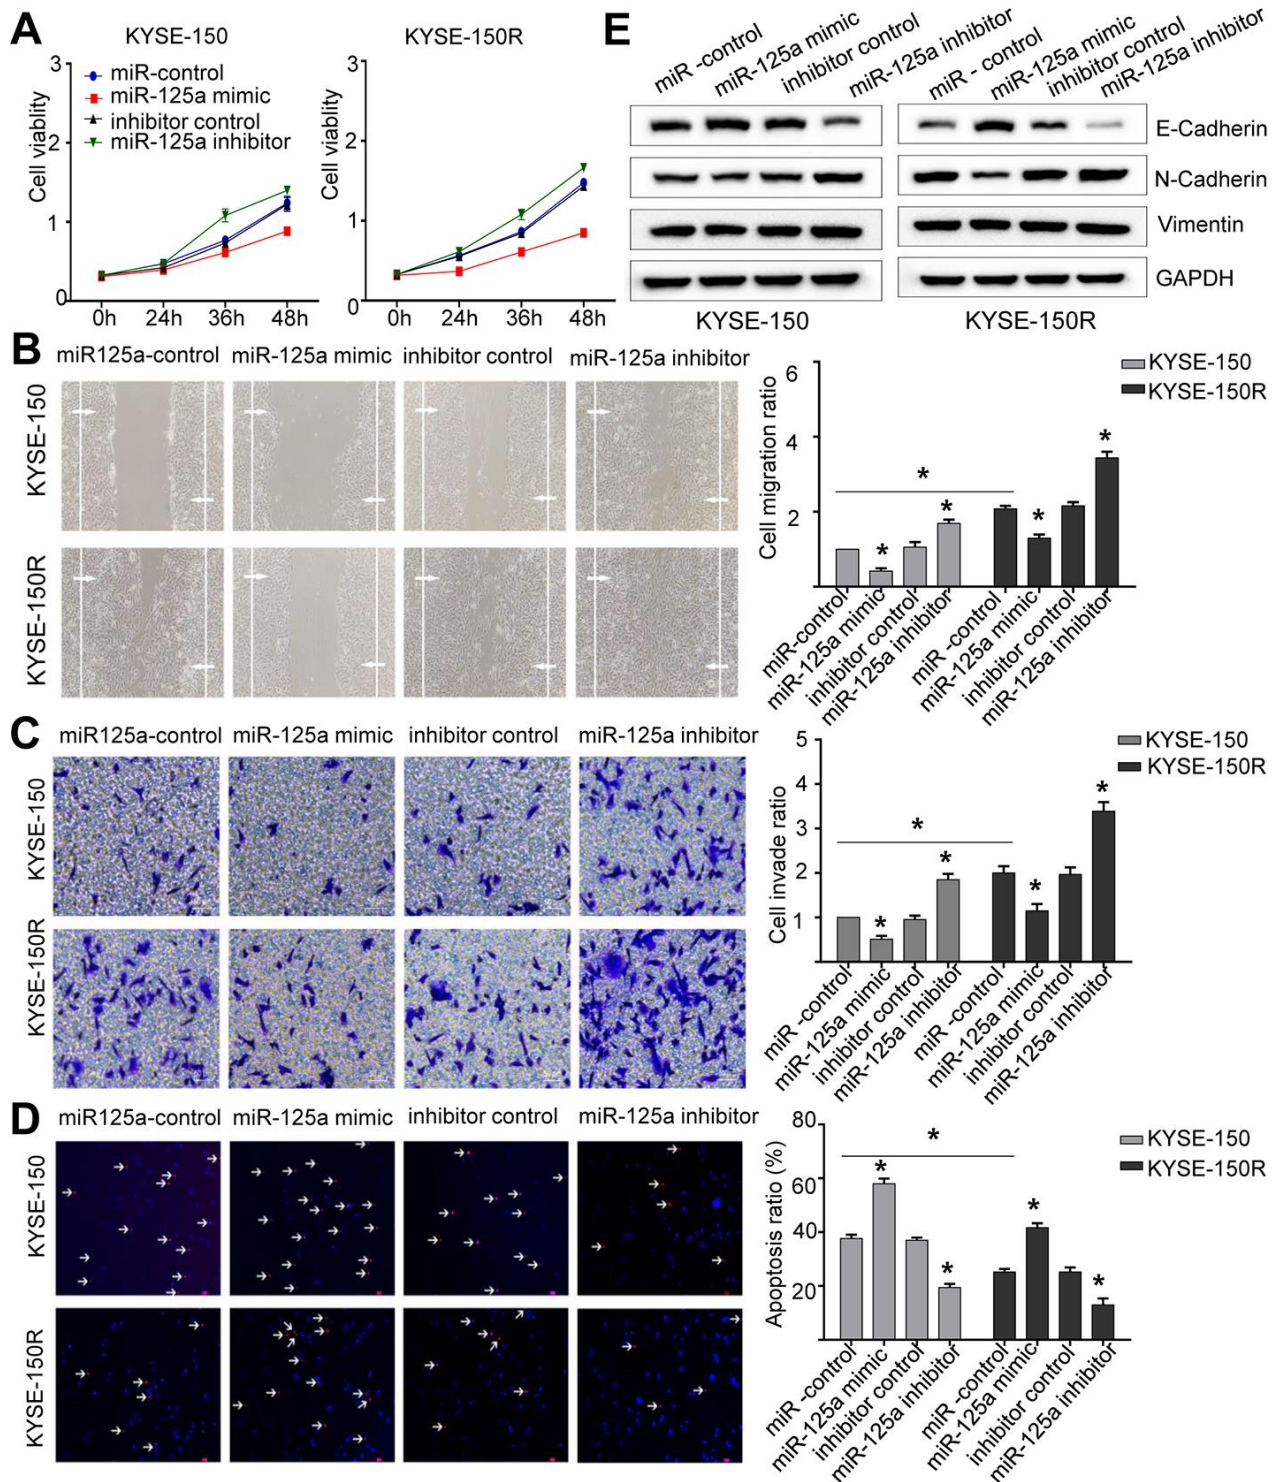 A
KYSE-150
KYSE-150R
Cell viablity
3
2
1
0
miR-control
miR-125a mimic
inhibitor control
miR-125a inhibitor
0h 24h 36h 48h
Cell viablity
3
2
1
0
0h 24h 36h 48h
E
miR -control
miR-125a mimic
inhibitor control
miR-125a inhibitor
miR - control
miR-125a mimic
inhibitor control
miR-125a inhibitor
E-Cadherin
N-Cadherin
Vimentin
GAPDH
KYSE-150
KYSE-150R
B
miR125a-control miR-125a mimic inhibitor control miR-125a inhibitor
KYSE-150
KYSE-150R
Cell migration ratio
6
4
2
KYSE-150
KYSE-150R
* * * * *
miR-control
miR-125a mimic
inhibitor control
miR-125a inhibitor
miR -control
miR-125a mimic
inhibitor control
miR-125a inhibitor
C
miR125a-control miR-125a mimic inhibitor control miR-125a inhibitor
KYSE-150
KYSE-150R
Cell invade ratio
5
4
3
2
1
KYSE-150
KYSE-150R
* * * * *
miR -control
miR-125a mimic
inhibitor control
miR-125a inhibitor
miR -control
miR-125a mimic
inhibitor control
miR-125a inhibitor
D
miR125a-control miR-125a mimic inhibitor control miR-125a inhibitor
KYSE-150
KYSE-150R
Apoptosis ratio (%)
80
60
40
20
KYSE-150
KYSE-150R
* * * * *
miR -control
miR-125a mimic
inhibitor control
miR-125a inhibitor
miR -control
miR-125a mimic
inhibitor control
miR-125a inhibitor